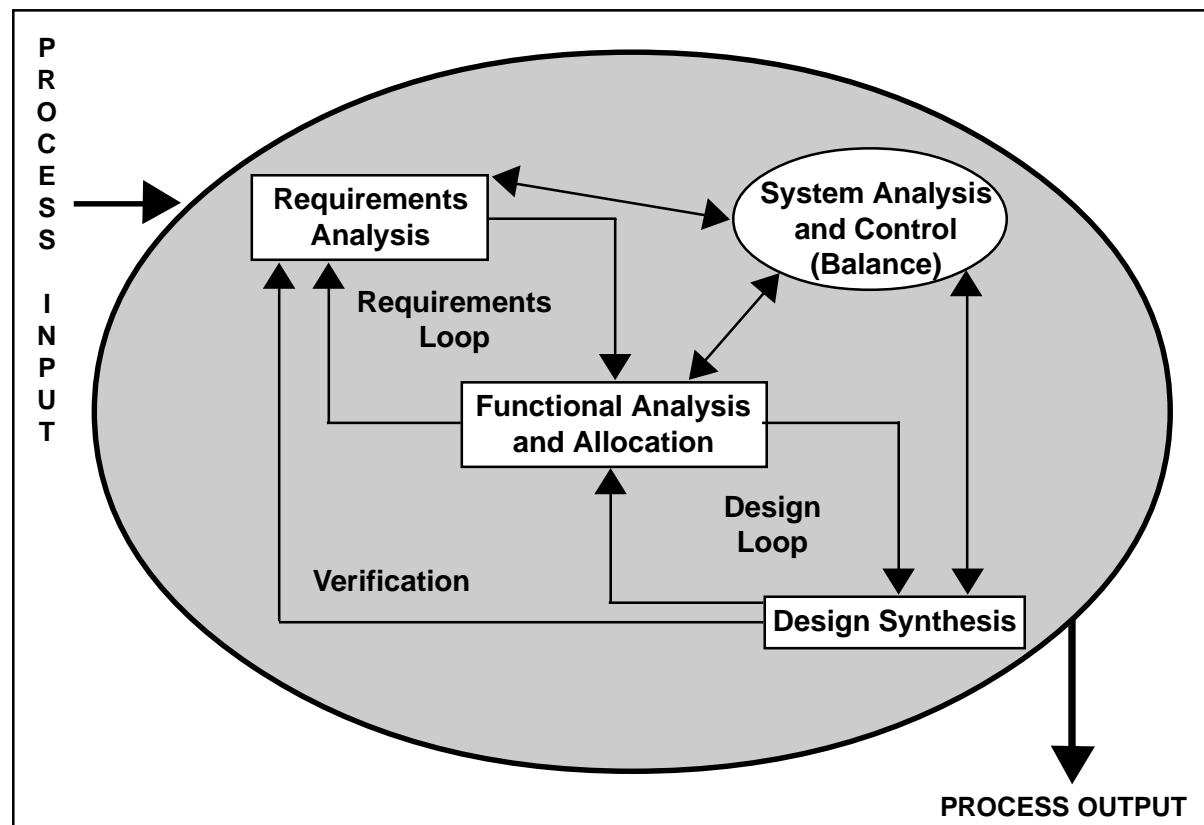 PROCESS INPUT
Requirements
Analysis
System Analysis
and Control
(Balance)
Requirements
Loop
Functional Analysis
and Allocation
Design
Loop
Verification
Design Synthesis
PROCESS OUTPUT